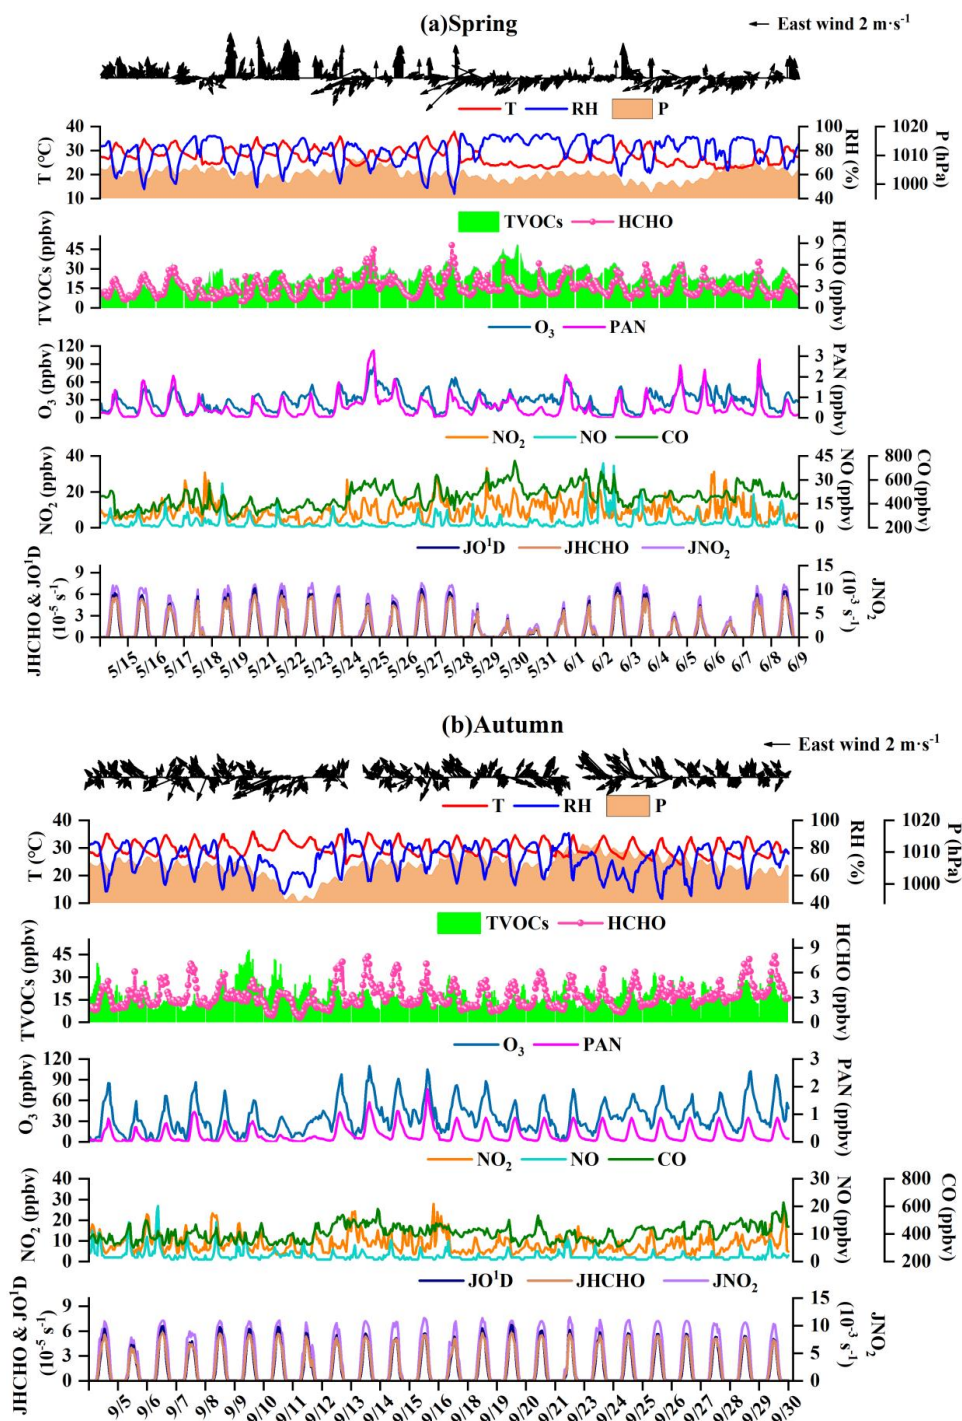 (a)Spring
East wind 2 m·s⁻¹
T RH P
T (°C)
40
30
20
10
100
80
60
40
RH (%)
1020
1010
1000
P (hPa)
TVOCs HCHO
TVOCs (ppbv)
45
30
15
0
9
6
3
0
HCHO (ppbv)
O₃ PAN
O₃ (ppbv)
120
90
60
30
0
3
2
1
0
PAN (ppbv)
NO₂ NO CO
NO₂ (ppbv)
40
20
0
45
30
15
0
NO (ppbv)
800
600
400
200
CO (ppbv)
JO¹D JHCHO JNO₂
JHCHO & JO¹D
(10⁻⁵ s⁻¹)
9
6
3
0
15
10
5
0
JNO₂
(10⁻³ s⁻¹)
5/15 5/16 5/17 5/18 5/19 5/21 5/22 5/23 5/24 5/25 5/26 5/27 5/28 5/29 5/30 5/31 6/1 6/2 6/3 6/4 6/5 6/6 6/7 6/8 6/9
(b)Autumn
East wind 2 m·s⁻¹
T RH P
T (°C)
40
30
20
10
100
80
60
40
RH (%)
1020
1010
1000
P (hPa)
TVOCs HCHO
TVOCs (ppbv)
45
30
15
0
9
6
3
0
HCHO (ppbv)
O₃ PAN
O₃ (ppbv)
120
90
60
30
0
3
2
1
0
PAN (ppbv)
NO₂ NO CO
NO₂ (ppbv)
40
30
20
10
0
30
20
10
0
NO (ppbv)
800
600
400
200
CO (ppbv)
JO¹D JHCHO JNO₂
JHCHO & JO¹D
(10⁻⁵ s⁻¹)
9
6
3
0
15
10
5
0
JNO₂
(10⁻³ s⁻¹)
9/5 9/6 9/7 9/8 9/9 9/10 9/11 9/12 9/13 9/14 9/15 9/16 9/17 9/18 9/19 9/20 9/21 9/23 9/24 9/25 9/26 9/27 9/28 9/29 9/30